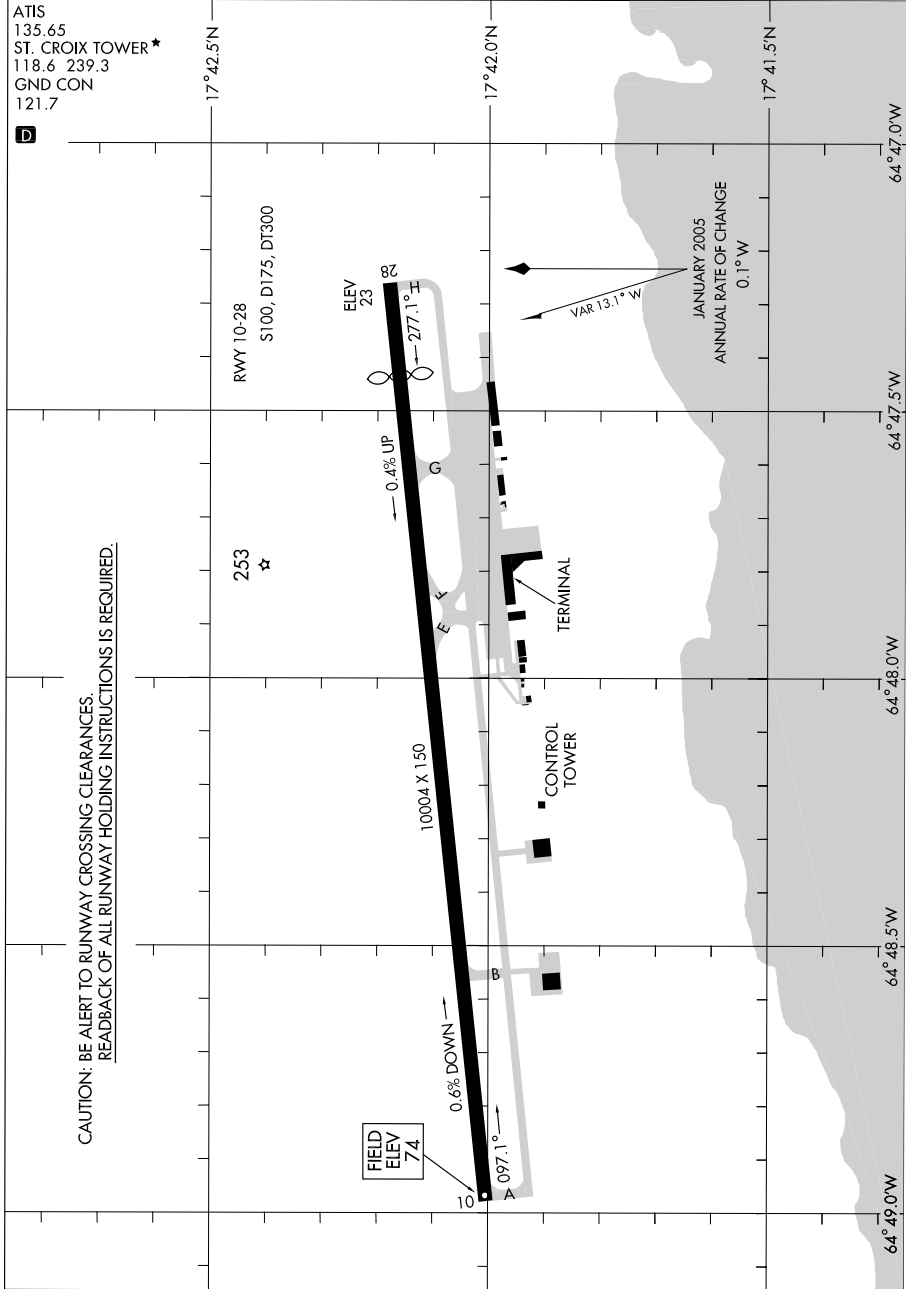 ATIS
135.65
ST. CROIX TOWER★
118.6 239.3
GND CON
121.7
D
CAUTION: BE ALERT TO RUNWAY CROSSING CLEARANCES.
READBACK OF ALL RUNWAY HOLDING INSTRUCTIONS IS REQUIRED.
17°42.5'N
17°42.0'N
17°41.5'N
RWY 10-28
S100, D175, DT300
253
ELEV
23
28
H
277.1°
0.4% UP
G
F
E
10004 X 150
TERMINAL
CONTROL
TOWER
B
0.6% DOWN
FIELD
ELEV
74
10
097.1°
A
VAR 13.1° W
JANUARY 2005
ANNUAL RATE OF CHANGE
0.1° W
64°47.0'W
64°47.5'W
64°48.0'W
64°48.5'W
64°49.0'W